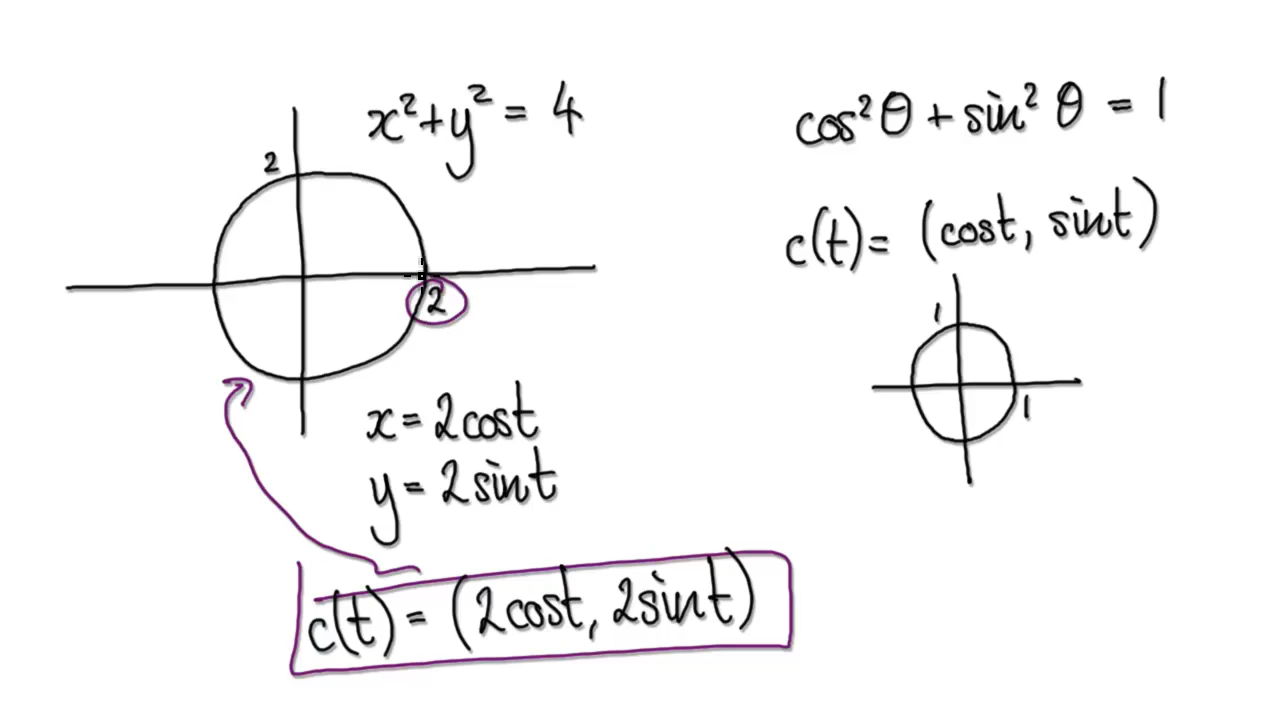 x²+y² = 4
2
2
x = 2cost
y = 2sint
c(t) = (2cost, 2sint)
cos²θ + sin²θ = 1
c(t) = (cost, sint)
1
1